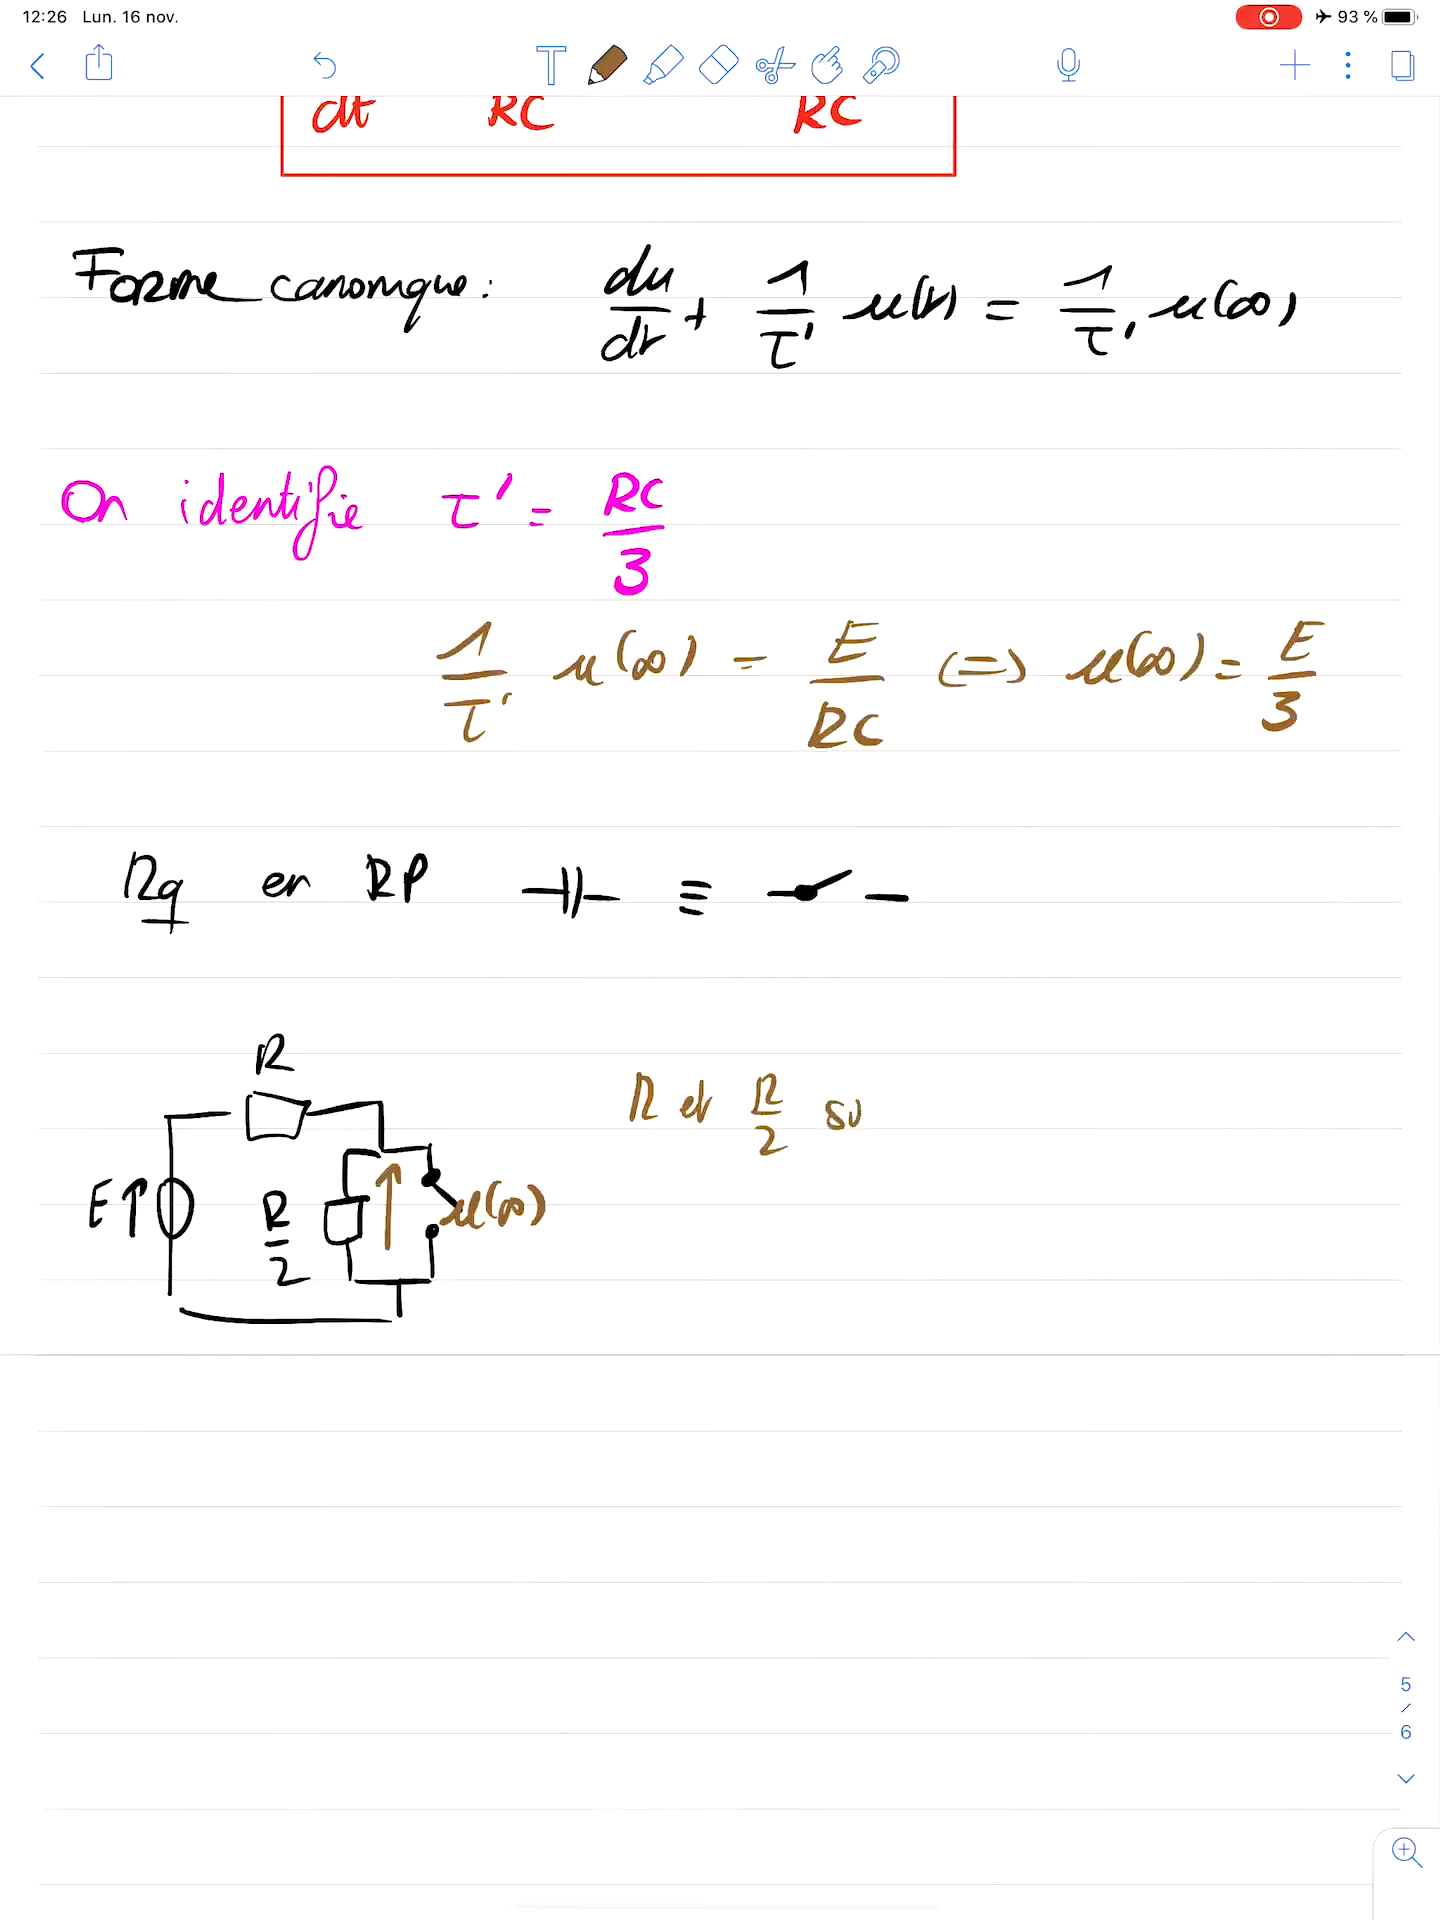 12:26 Lun. 16 nov. 93 %
dt RC RC
Forme canonique : du/dt + 1/τ' u(t) = 1/τ' u(∞)
On identifie τ' = RC/3
1/τ' u(∞) = E/RC (=) u(∞) = E/3
Rq en RP ≡
R
R et R/2 so
E↑ R/2 u(∞)
5
/
6